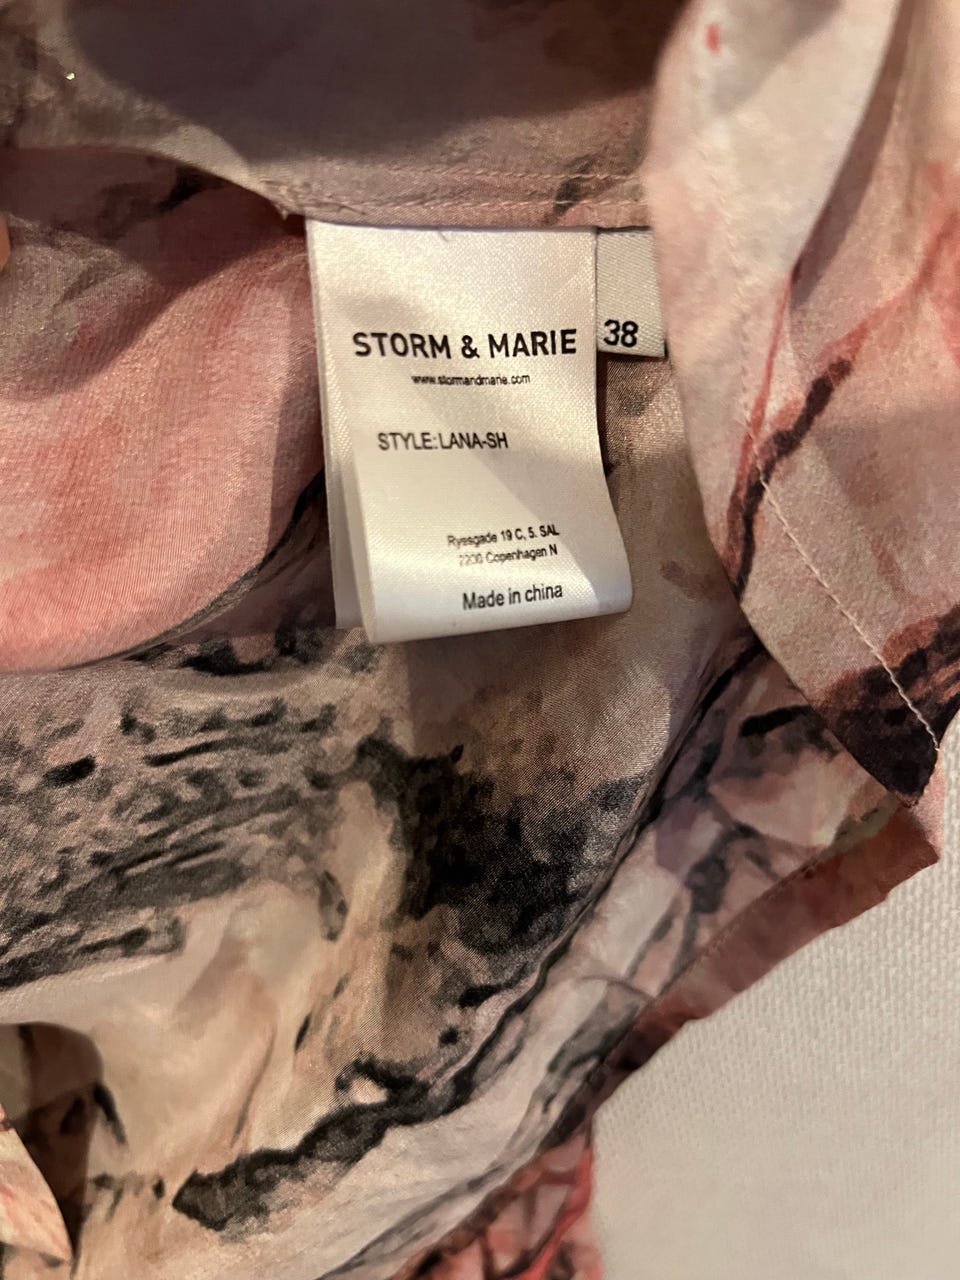 STORM & MARIE
38
www.stormandmarie.com
STYLE:LANA-SH
Ryesgade 19 C, 5. SAL
2200 Copenhagen N
Made in china